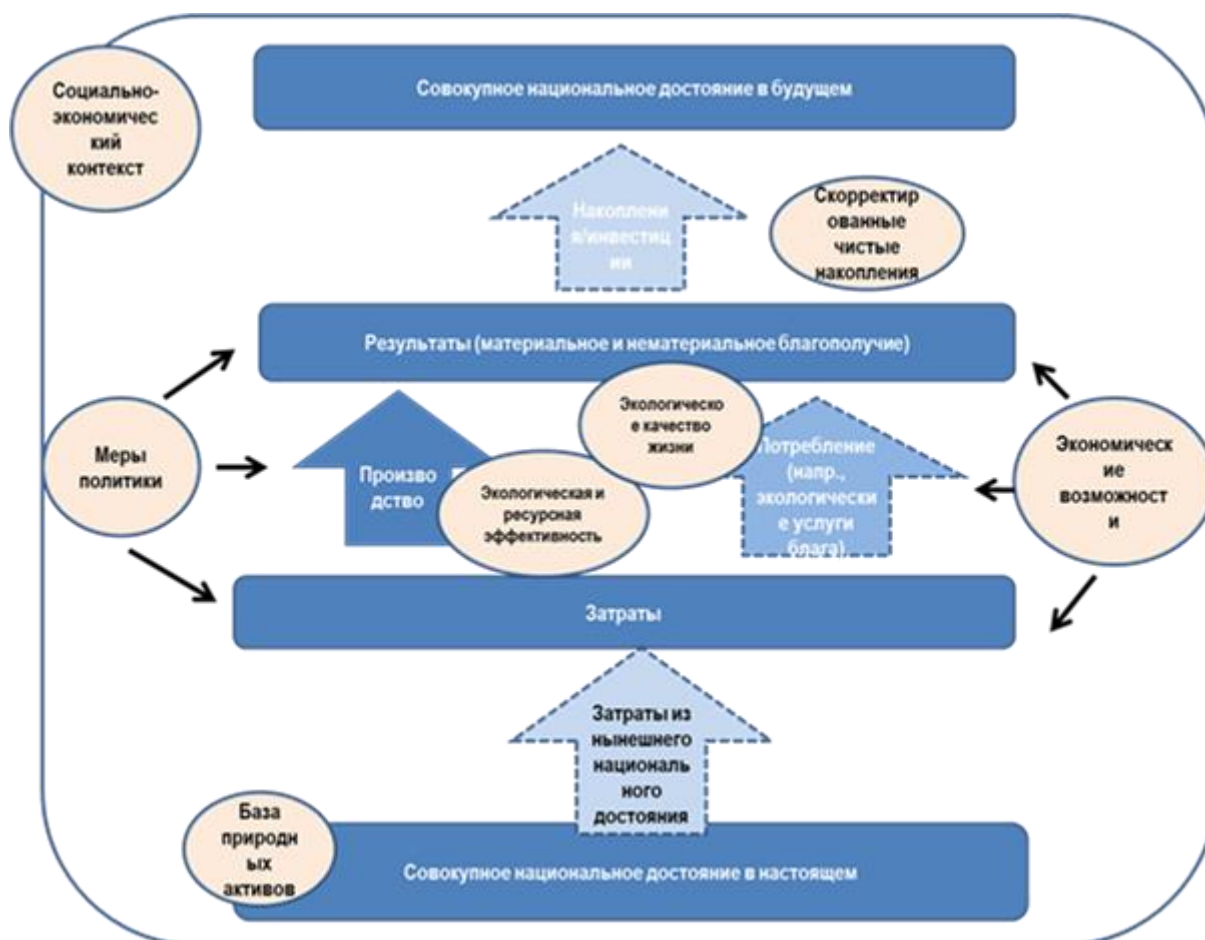 Социально-
экономичес
кий
контекст
Совокупное национальное достояние в будущем
Накоплени
я/инвестиц
ии
Скорректир
ованные
чистые
накопления
Результаты (материальное и нематериальное благополучие)
Меры
политики
Произво
дство
Экологическая и
ресурсная
эффективность
Экологическо
е качество
жизни
Потребление
(напр.,
экологически
е услуги
блага)
Экономическ
ие
возможност
и
Затраты
Затраты из
нынешнего
националь
ного
достояния
База
природн
ых
активов
Совокупное национальное достояние в настоящем